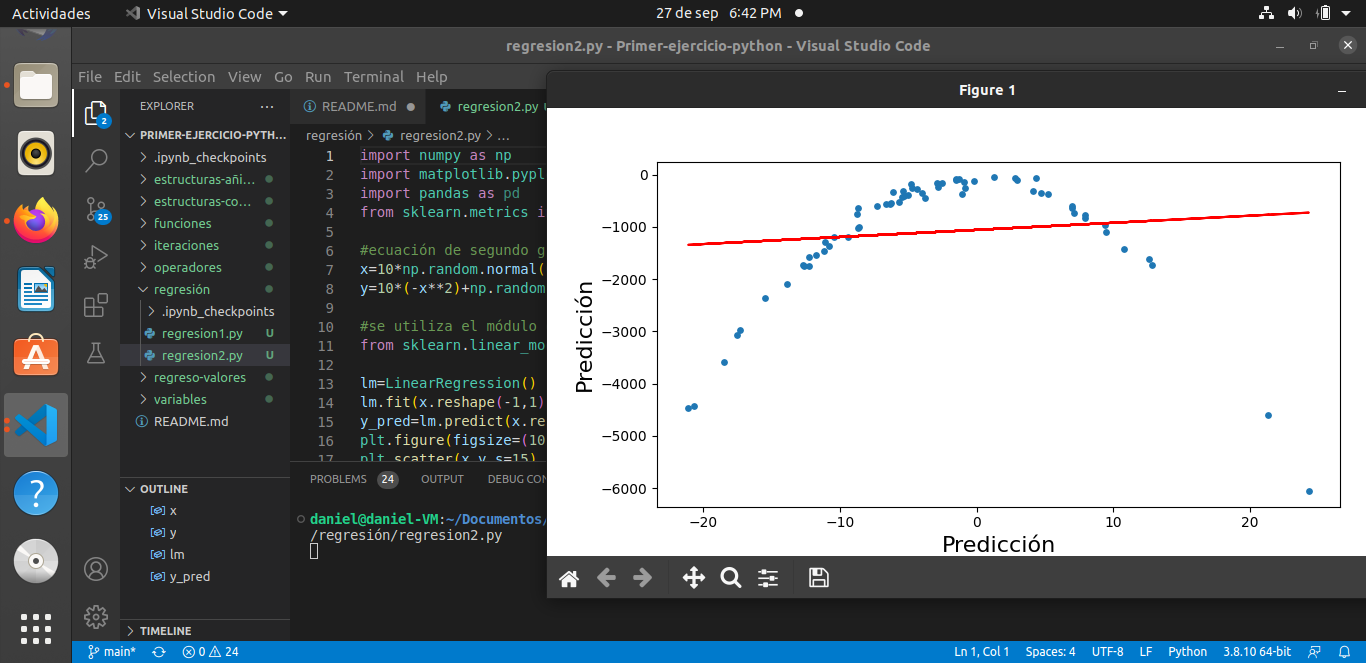 Actividades
Visual Studio Code
27 de sep 6:42 PM
regresion2.py - Primer-ejercicio-python - Visual Studio Code
File Edit Selection View Go Run Terminal Help
EXPLORER
PRIMER-EJERCICIO-PYTH...
.ipynb_checkpoints
estructuras-añi...
estructuras-co...
funciones
iteraciones
operadores
regresión
.ipynb_checkpoints
regresion1.py U
regresion2.py U
regreso-valores
variables
README.md
OUTLINE
x
y
lm
y_pred
TIMELINE
2
25
README.md
regresion2.py
regresión > regresion2.py > ...
1 import numpy as np
2 import matplotlib.pypl
3 import pandas as pd
4 from sklearn.metrics i
5
6 #ecuación de segundo g
7 x=10*np.random.normal(
8 y=10*(-x**2)+np.random
9
10 #se utiliza el módulo
11 from sklearn.linear_mo
12
13 lm=LinearRegression()
14 lm.fit(x.reshape(-1,1)
15 y_pred=lm.predict(x.re
16 plt.figure(figsize=(10
17 plt.scatter(x,y,s=15)
PROBLEMS 24 OUTPUT DEBUG CON
daniel@daniel-VM:~/Documentos/
/regresión/regresion2.py
Figure 1
0
−1000
−2000
−3000
−4000
−5000
−6000
Predicción
−20 −10 0 10 20
Predicción
main* 0 24
Ln 1, Col 1 Spaces: 4 UTF-8 LF Python 3.8.10 64-bit